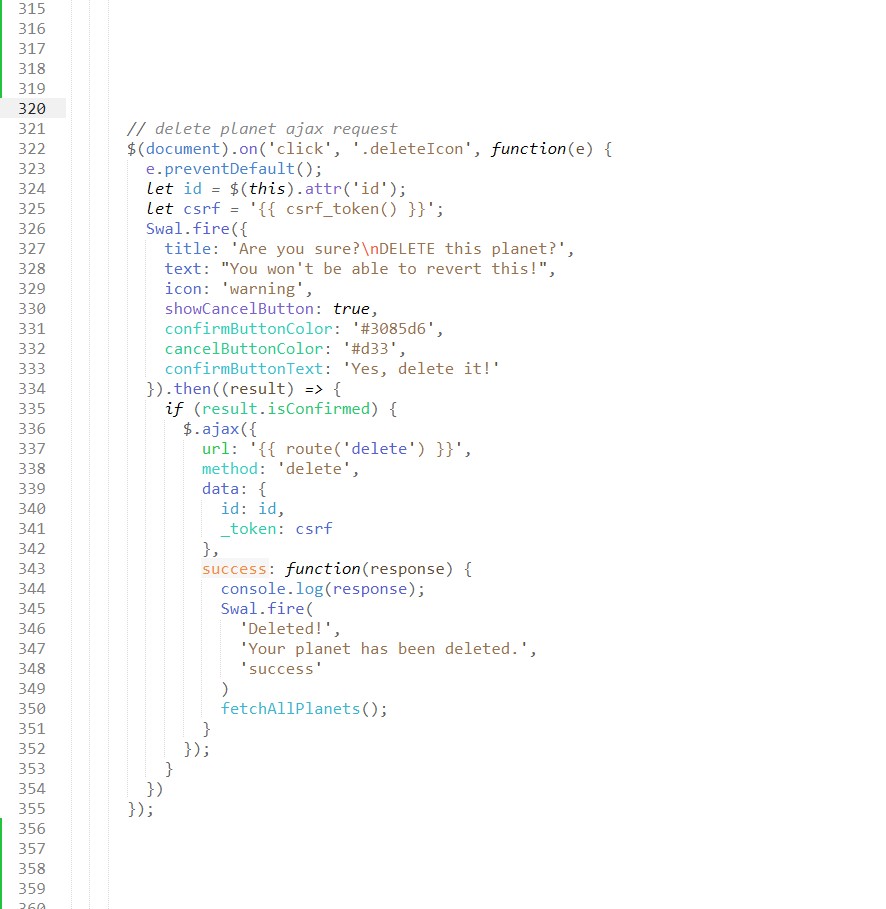 315
316
317
318
319
320
321 // delete planet ajax request
322 $(document).on('click', '.deleteIcon', function(e) {
323 e.preventDefault();
324 let id = $(this).attr('id');
325 let csrf = '{{ csrf_token() }}';
326 Swal.fire({
327 title: 'Are you sure?\nDELETE this planet?',
328 text: "You won't be able to revert this!",
329 icon: 'warning',
330 showCancelButton: true,
331 confirmButtonColor: '#3085d6',
332 cancelButtonColor: '#d33',
333 confirmButtonText: 'Yes, delete it!'
334 }).then((result) => {
335 if (result.isConfirmed) {
336 $.ajax({
337 url: '{{ route('delete') }}',
338 method: 'delete',
339 data: {
340 id: id,
341 _token: csrf
342 },
343 success: function(response) {
344 console.log(response);
345 Swal.fire(
346 'Deleted!',
347 'Your planet has been deleted.',
348 'success'
349 )
350 fetchAllPlanets();
351 }
352 });
353 }
354 })
355 });
356
357
358
359
360